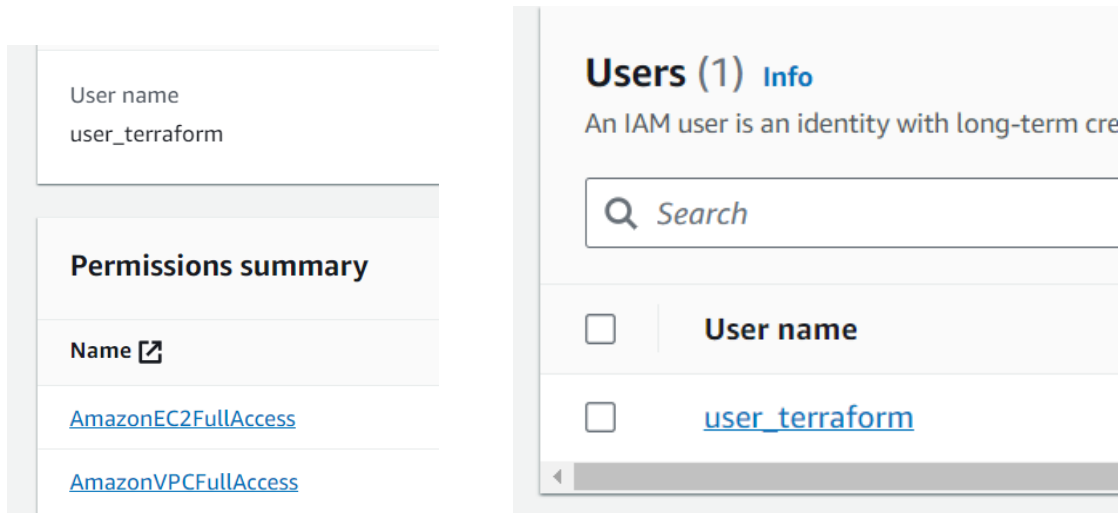 User name
user_terraform
Permissions summary
Name
AmazonEC2FullAccess
AmazonVPCFullAccess
Users (1) Info
An IAM user is an identity with long-term cre
Search
User name
user_terraform